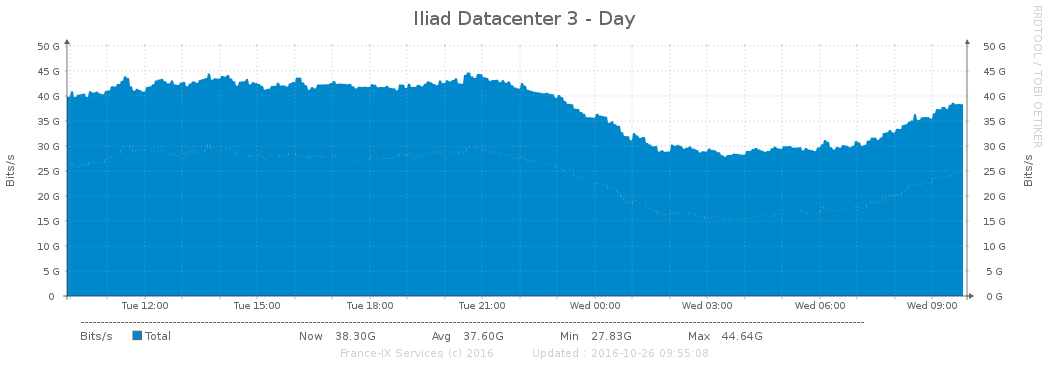 Iliad Datacenter 3 - Day
RRDTOOL / TOBI OETIKER
50 G 50 G
45 G 45 G
40 G 40 G
35 G 35 G
30 G 30 G
25 G 25 G
20 G 20 G
15 G 15 G
10 G 10 G
5 G 5 G
0 0 G
Bits/s
Bits/s
Tue 12:00 Tue 15:00 Tue 18:00 Tue 21:00 Wed 00:00 Wed 03:00 Wed 06:00 Wed 09:00
Bits/s Total Now 38.30G Avg 37.60G Min 27.83G Max 44.64G
France-IX Services (c) 2016 Updated : 2016-10-26 09:55:08